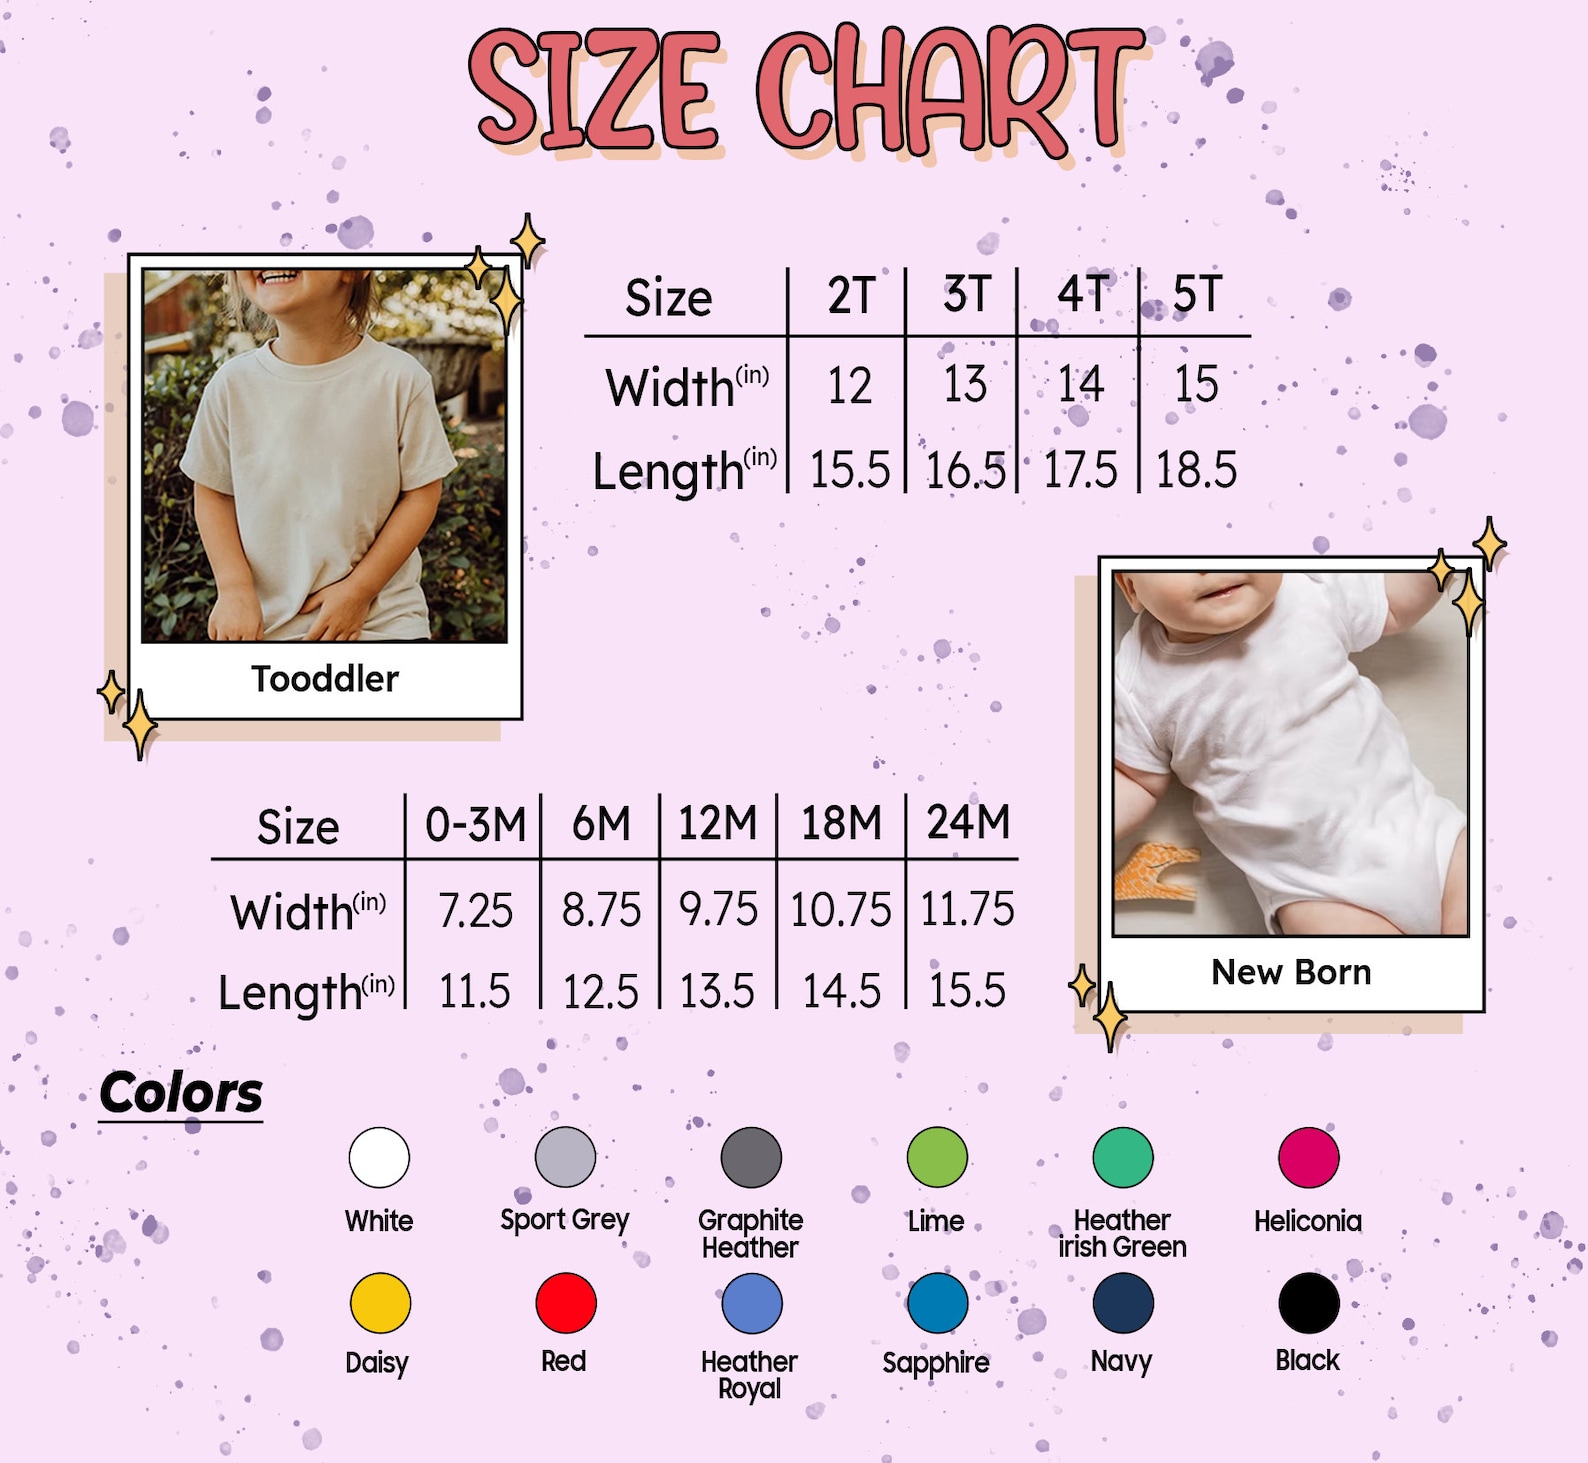 SIZE CHART
Size 2T 3T 4T 5T
Width(in) 12 13 14 15
Length(in) 15.5 16.5 17.5 18.5
Tooddler
Size 0-3M 6M 12M 18M 24M
Width(in) 7.25 8.75 9.75 10.75 11.75
Length(in) 11.5 12.5 13.5 14.5 15.5
New Born
Colors
White Sport Grey Graphite Heather Lime Heather irish Green Heliconia
Daisy Red Heather Royal Sapphire Navy Black